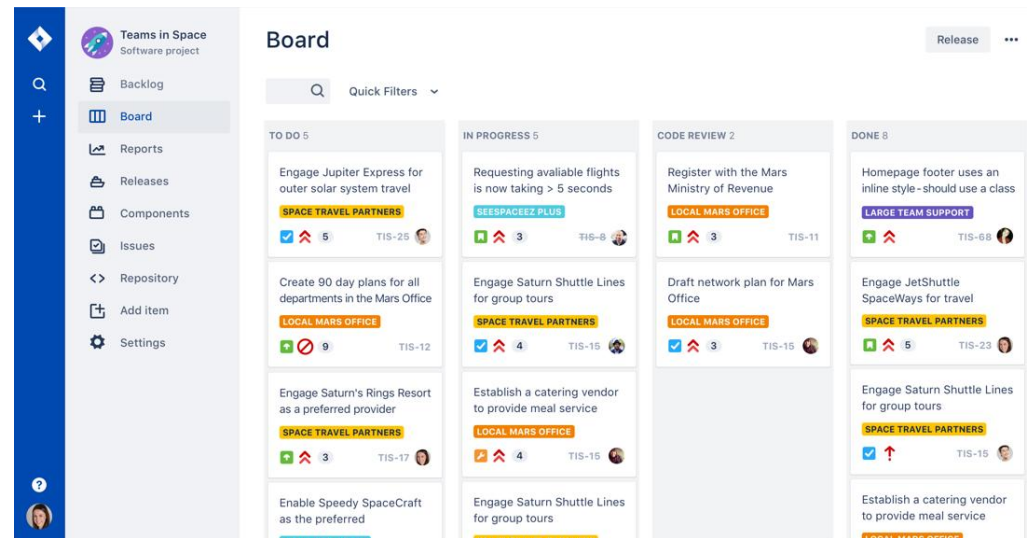 Teams in Space
Software project
Backlog
Board
Reports
Releases
Components
Issues
Repository
Add item
Settings
?
Board
Release
Quick Filters
TO DO 5
Engage Jupiter Express for
outer solar system travel
SPACE TRAVEL PARTNERS
5 TIS-25
Create 90 day plans for all
departments in the Mars Office
LOCAL MARS OFFICE
9 TIS-12
Engage Saturn's Rings Resort
as a preferred provider
SPACE TRAVEL PARTNERS
3 TIS-17
Enable Speedy SpaceCraft
as the preferred
IN PROGRESS 5
Requesting avaliable flights
is now taking > 5 seconds
SEESPACEEZ PLUS
3 TIS-8
Engage Saturn Shuttle Lines
for group tours
SPACE TRAVEL PARTNERS
4 TIS-15
Establish a catering vendor
to provide meal service
LOCAL MARS OFFICE
4 TIS-15
Engage Saturn Shuttle Lines
for group tours
CODE REVIEW 2
Register with the Mars
Ministry of Revenue
LOCAL MARS OFFICE
3 TIS-11
Draft network plan for Mars
Office
LOCAL MARS OFFICE
3 TIS-15
DONE 8
Homepage footer uses an
inline style - should use a class
LARGE TEAM SUPPORT
TIS-68
Engage JetShuttle
SpaceWays for travel
SPACE TRAVEL PARTNERS
5 TIS-23
Engage Saturn Shuttle Lines
for group tours
SPACE TRAVEL PARTNERS
TIS-15
Establish a catering vendor
to provide meal service
LOCAL MARS OFFICE